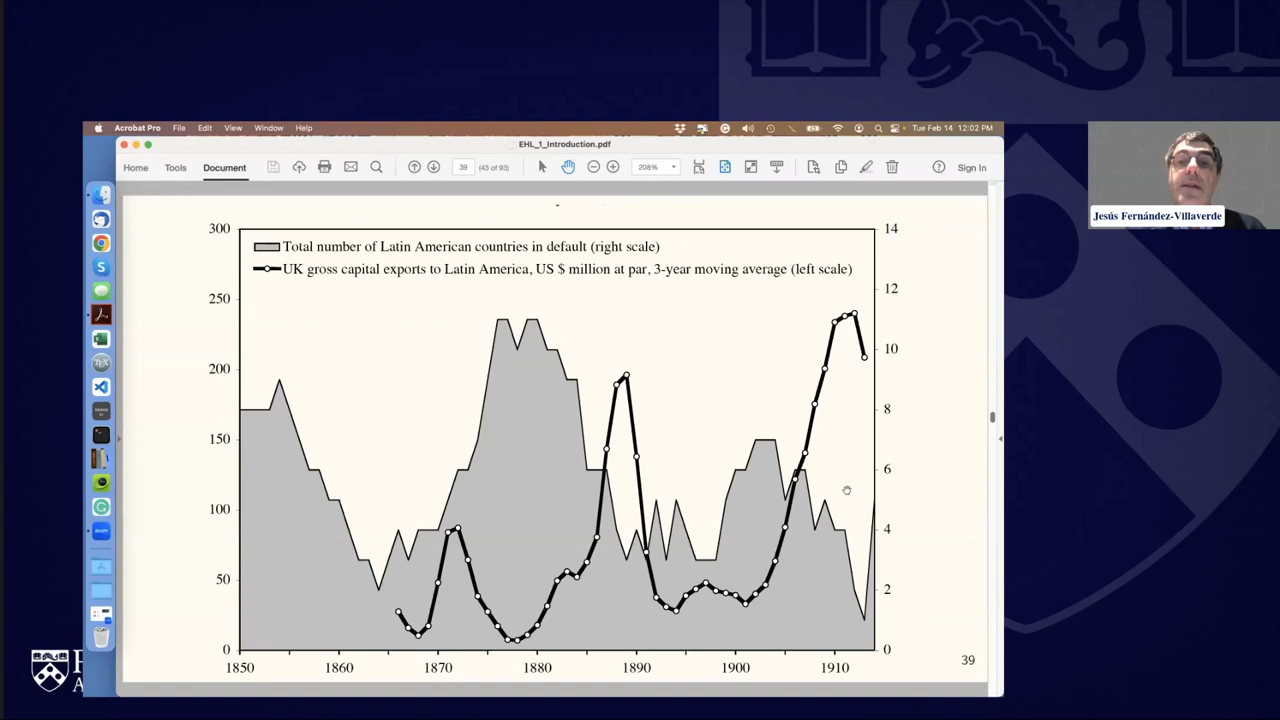 Acrobat Pro File Edit View Window Help Tue Feb 14 12:02 PM
EHL_1_Introduction.pdf
Home Tools Document 39 (43 of 93) 208% Sign In
300 14
Total number of Latin American countries in default (right scale)
UK gross capital exports to Latin America, US $ million at par, 3-year moving average (left scale)
250 12
200 10
150 8
6
100 4
50 2
0 0
1850 1860 1870 1880 1890 1900 1910
39
Jesús Fernández-Villaverde